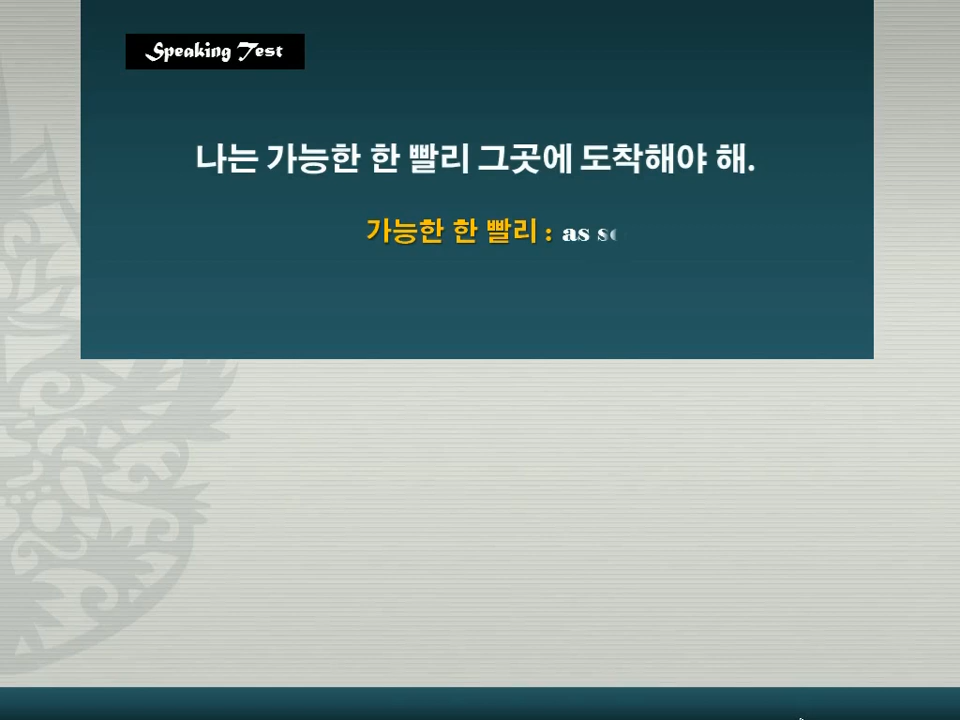 Speaking Test
나는 가능한 한 빨리 그곳에 도착해야 해.
가능한 한 빨리 : as